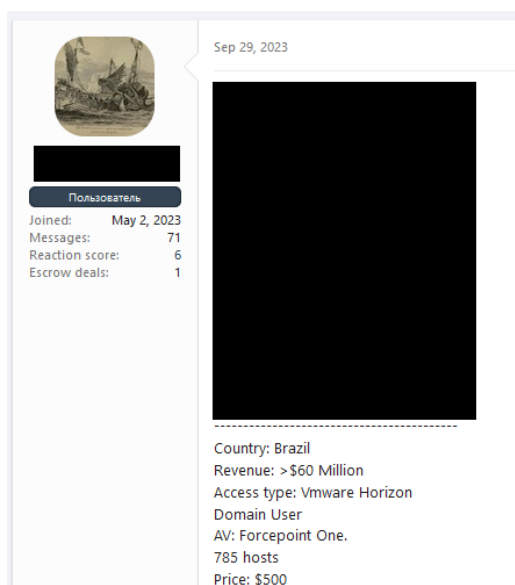 Sep 29, 2023
Пользователь
Joined: May 2, 2023
Messages: 71
Reaction score: 6
Escrow deals: 1
------------------------------------------
Country: Brazil
Revenue: >$60 Million
Access type: Vmware Horizon
Domain User
AV: Forcepoint One.
785 hosts
Price: $500